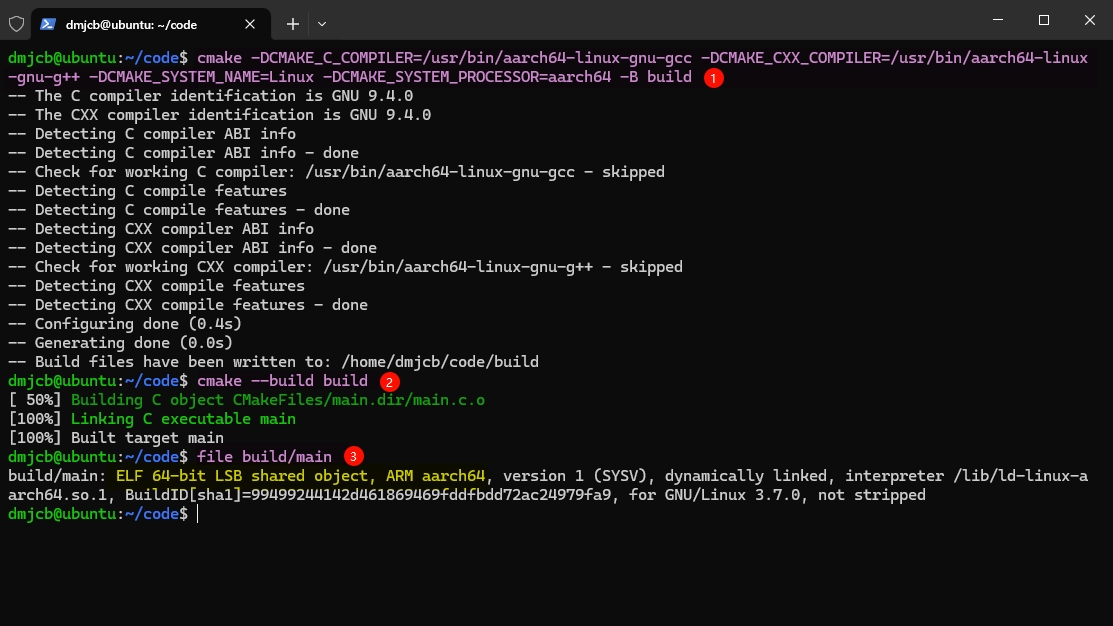 dmjcb@ubuntu: ~/code
dmjcb@ubuntu:~/code$ cmake -DCMAKE_C_COMPILER=/usr/bin/aarch64-linux-gnu-gcc -DCMAKE_CXX_COMPILER=/usr/bin/aarch64-linux
-gnu-g++ -DCMAKE_SYSTEM_NAME=Linux -DCMAKE_SYSTEM_PROCESSOR=aarch64 -B build 1
-- The C compiler identification is GNU 9.4.0
-- The CXX compiler identification is GNU 9.4.0
-- Detecting C compiler ABI info
-- Detecting C compiler ABI info - done
-- Check for working C compiler: /usr/bin/aarch64-linux-gnu-gcc - skipped
-- Detecting C compile features
-- Detecting C compile features - done
-- Detecting CXX compiler ABI info
-- Detecting CXX compiler ABI info - done
-- Check for working CXX compiler: /usr/bin/aarch64-linux-gnu-g++ - skipped
-- Detecting CXX compile features
-- Detecting CXX compile features - done
-- Configuring done (0.4s)
-- Generating done (0.0s)
-- Build files have been written to: /home/dmjcb/code/build
dmjcb@ubuntu:~/code$ cmake --build build 2
[ 50%] Building C object CMakeFiles/main.dir/main.c.o
[100%] Linking C executable main
[100%] Built target main
dmjcb@ubuntu:~/code$ file build/main 3
build/main: ELF 64-bit LSB shared object, ARM aarch64, version 1 (SYSV), dynamically linked, interpreter /lib/ld-linux-a
arch64.so.1, BuildID[sha1]=99499244142d461869469fddfbdd72ac24979fa9, for GNU/Linux 3.7.0, not stripped
dmjcb@ubuntu:~/code$